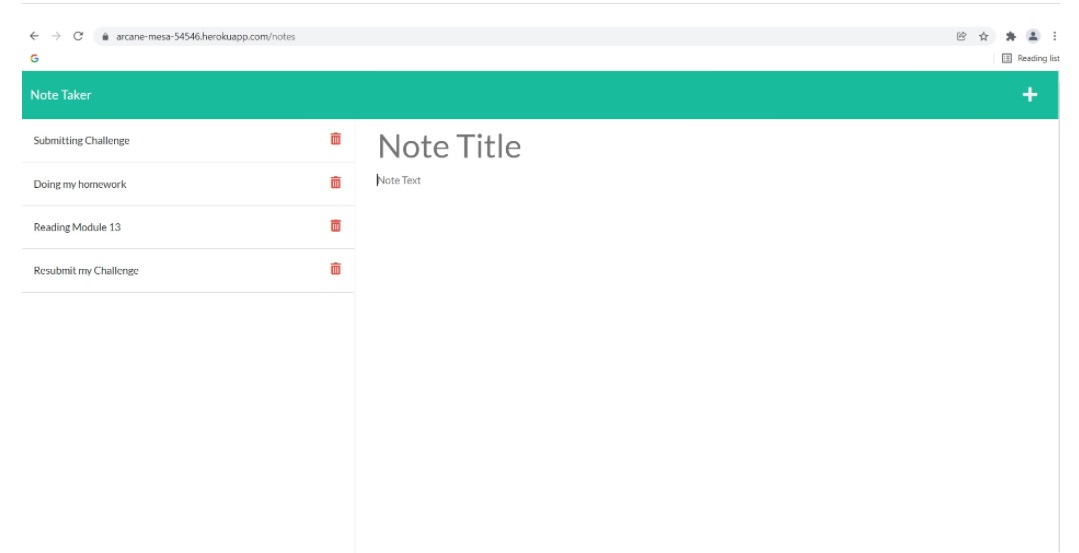 arcane-mesa-54546.herokuapp.com/notes
G
Reading list
Note Taker
Submitting Challenge
Doing my homework
Reading Module 13
Resubmit my Challenge
Note Title
Note Text